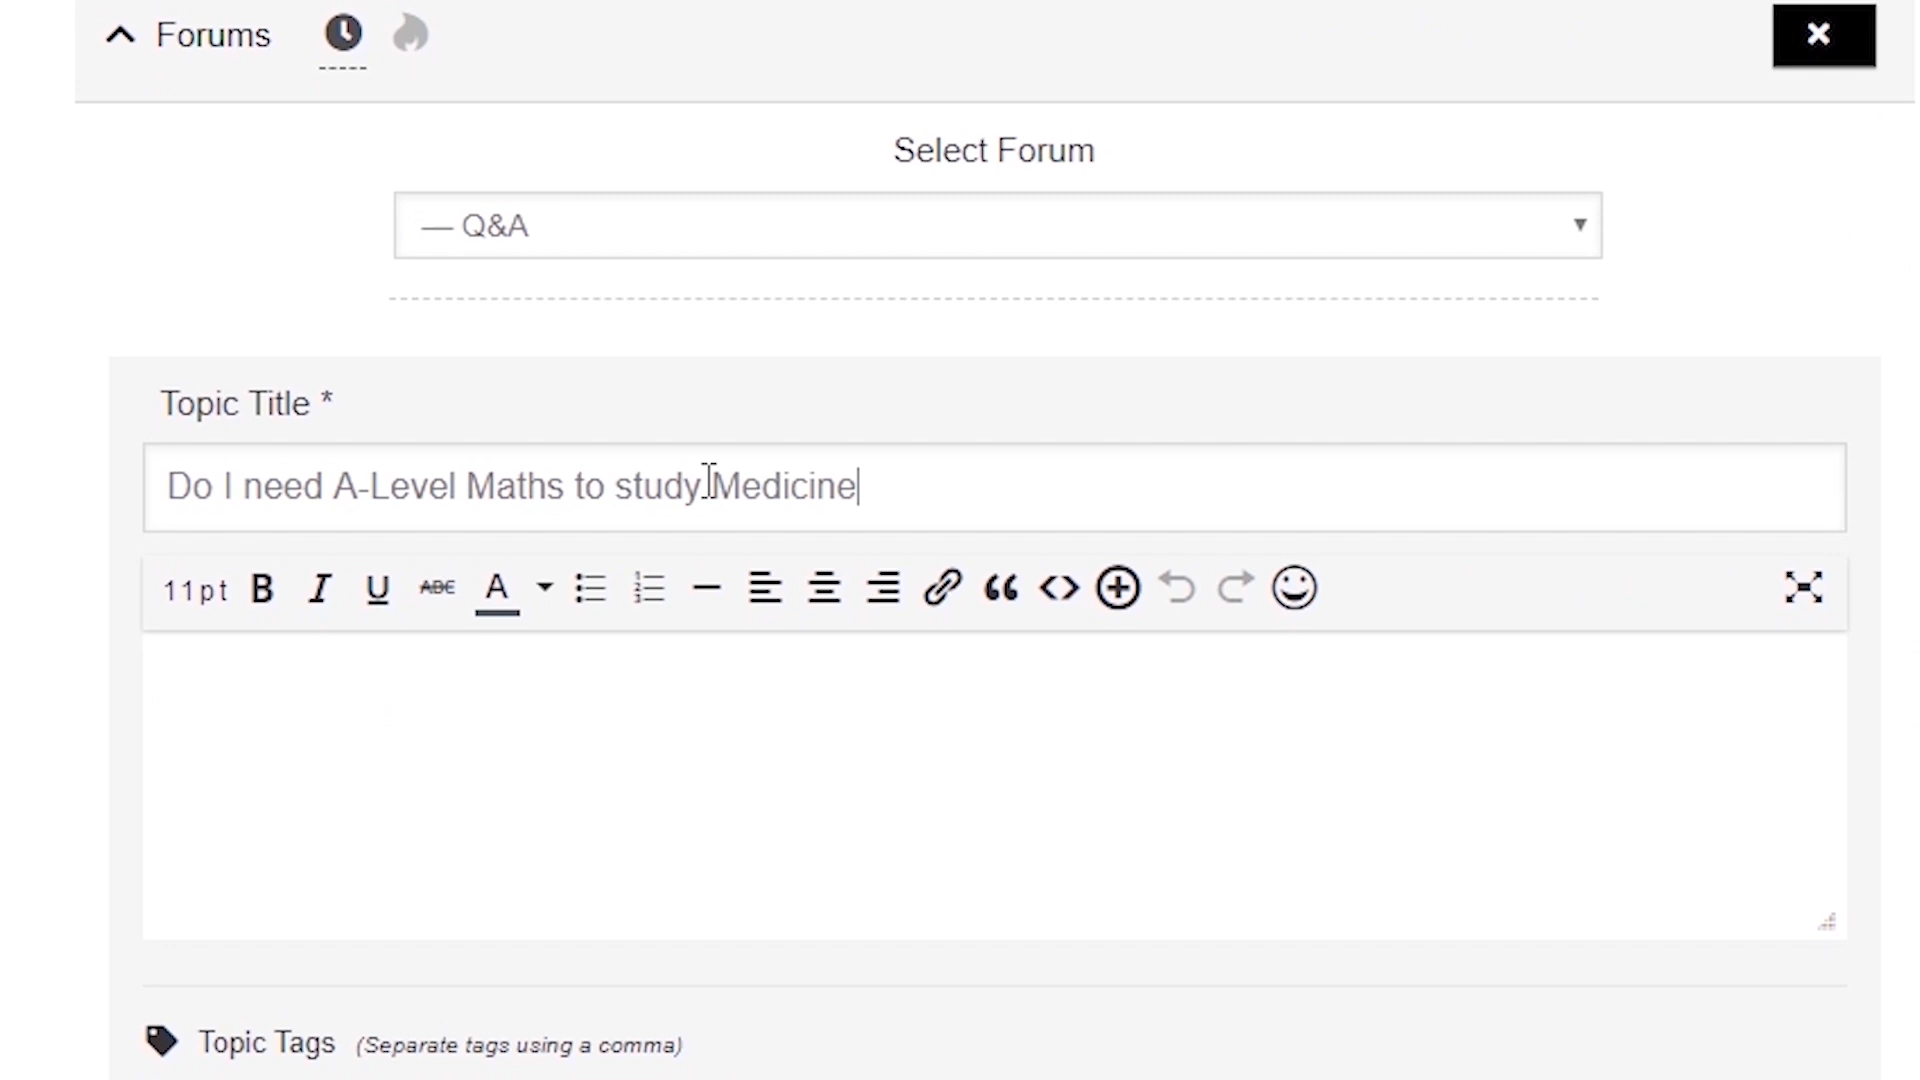 Forums
Select Forum
— Q&A
Topic Title *
Do I need A-Level Maths to study Medicine
11pt B I U ABC A
Topic Tags (Separate tags using a comma)